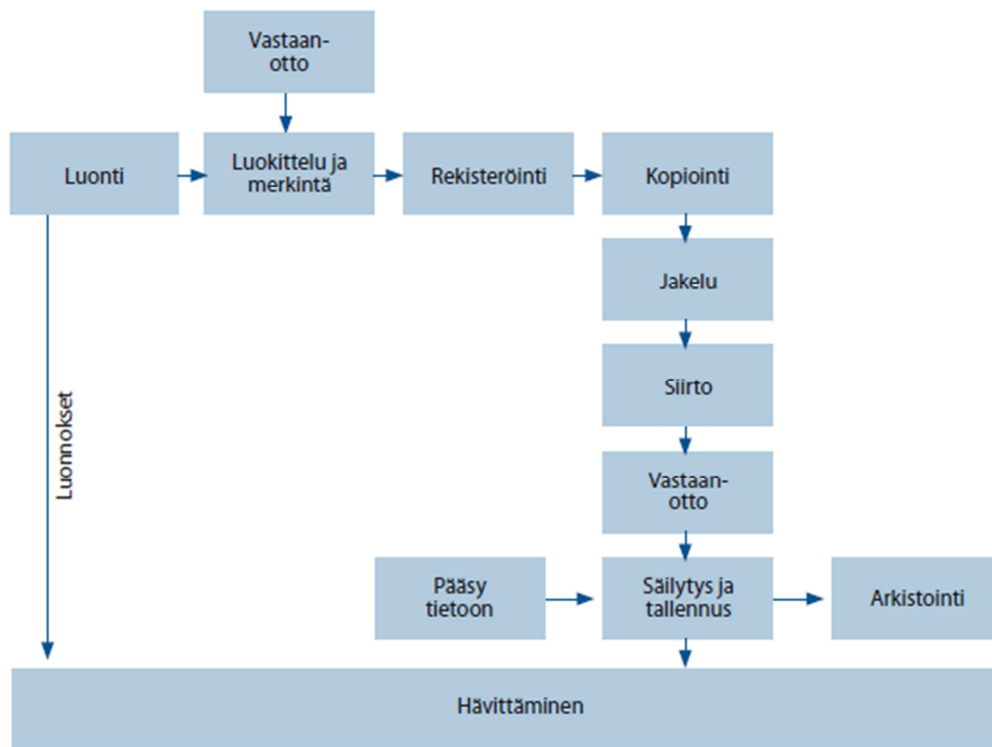 Vastaan-
otto
Luonti
Luokittelu ja
merkintä
Rekisteröinti
Kopiointi
Jakelu
Siirto
Luonnokset
Vastaan-
otto
Pääsy
tietoon
Säilytys ja
tallennus
Arkistointi
Hävittäminen